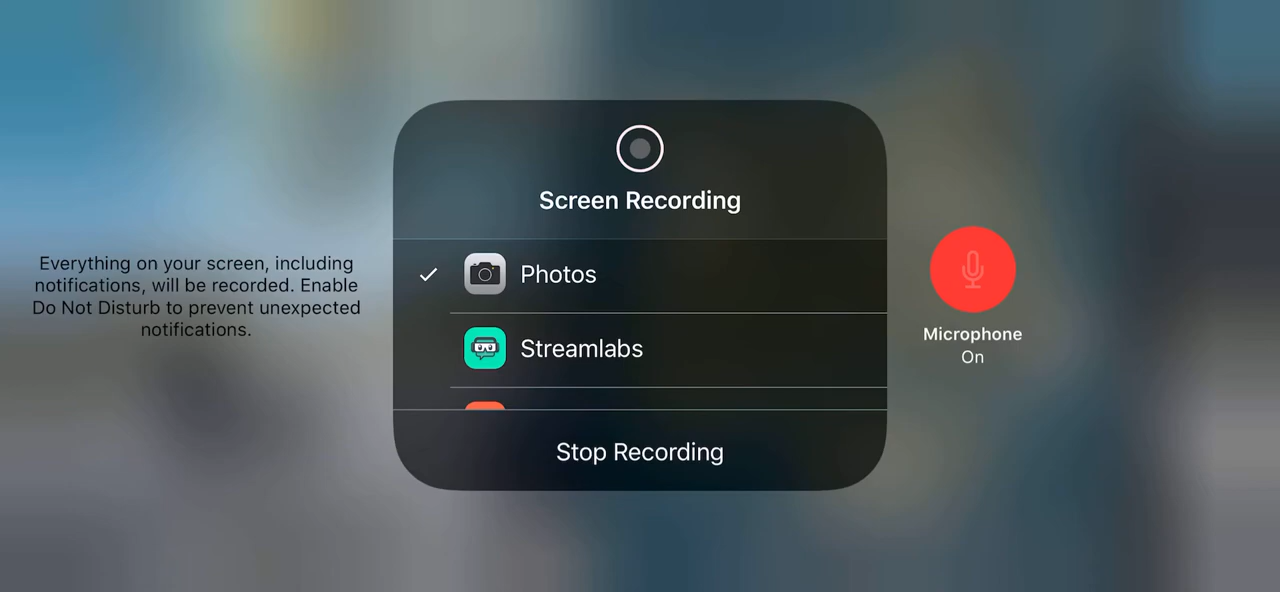 Everything on your screen, including
notifications, will be recorded. Enable
Do Not Disturb to prevent unexpected
notifications.
Screen Recording
Photos
Streamlabs
Stop Recording
Microphone
On